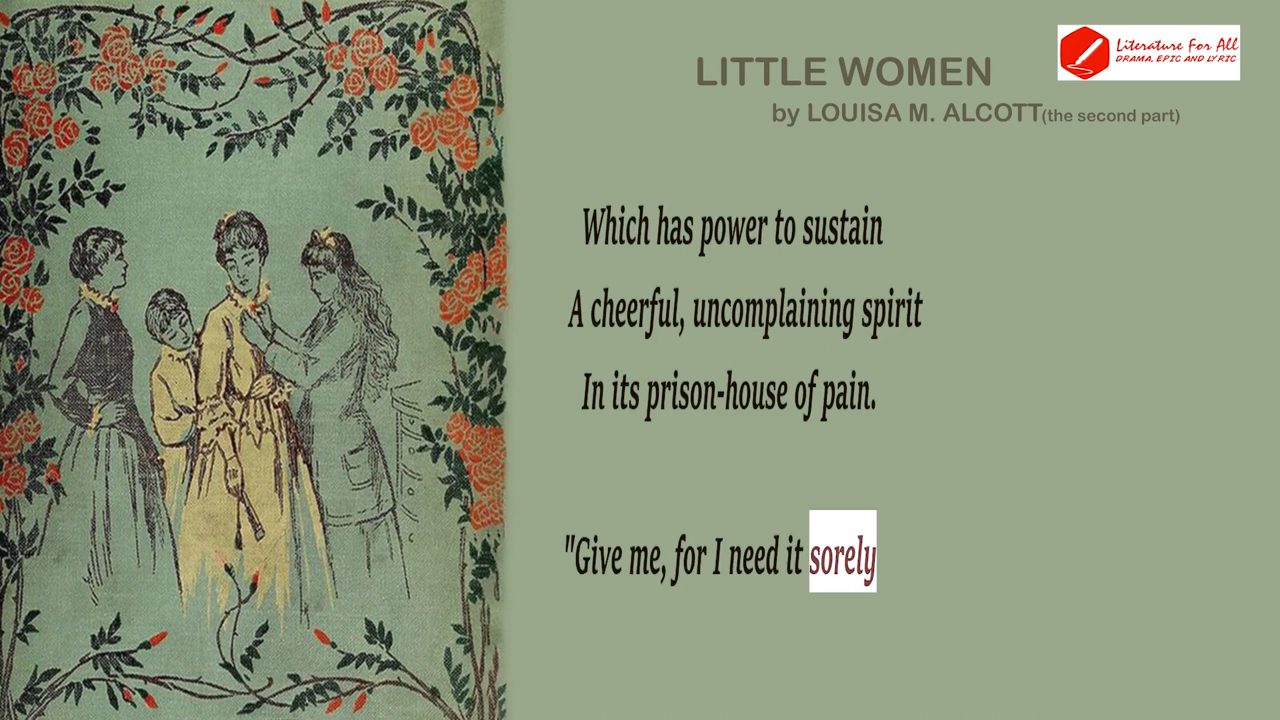 LITTLE WOMEN
by LOUISA M. ALCOTT(the second part)
Literature For All
DRAMA, EPIC AND LYRIC
Which has power to sustain
A cheerful, uncomplaining spirit
In its prison-house of pain.
"Give me, for I need it sorely